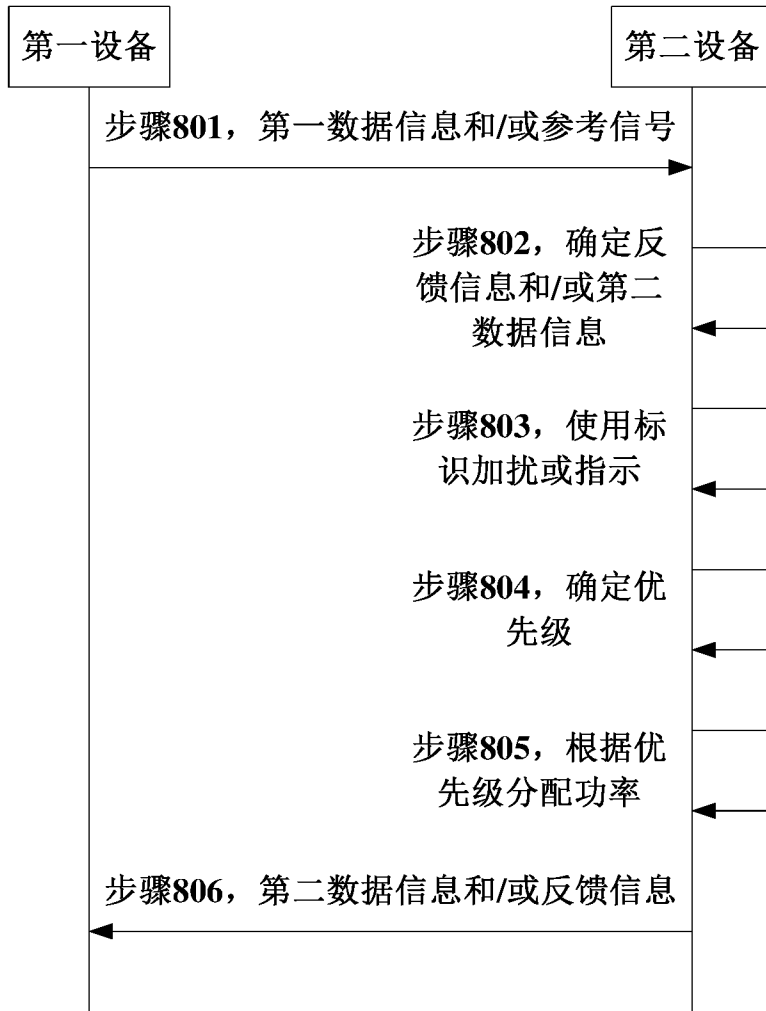 第一设备
第二设备
步骤801，第一数据信息和/或参考信号
步骤802，确定反
馈信息和/或第二
数据信息
步骤803，使用标
识加扰或指示
步骤804，确定优
先级
步骤805，根据优
先级分配功率
步骤806，第二数据信息和/或反馈信息